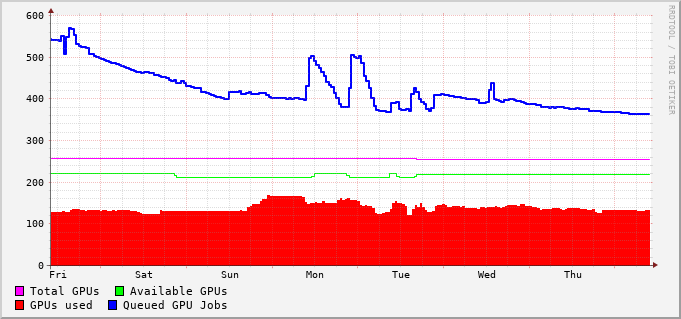 600
500
400
300
200
100
0
Fri Sat Sun Mon Tue Wed Thu
Total GPUs Available GPUs
GPUs used Queued GPU Jobs
RRDTOOL / TOBI OETIKER